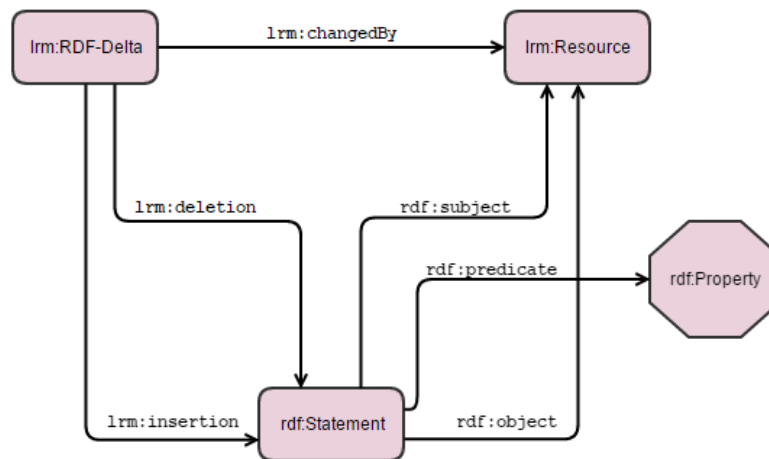 lrm:RDF-Delta
lrm:changedBy
lrm:Resource
lrm:deletion
rdf:subject
rdf:predicate
rdf:Property
lrm:insertion
rdf:Statement
rdf:object